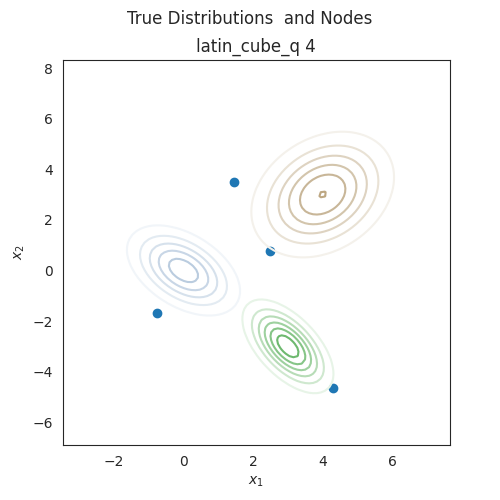 True Distributions  and Nodes
latin_cube_q 4
8
6
4
2
0
−2
−4
−6
x₂
−2 0 2 4 6
x₁